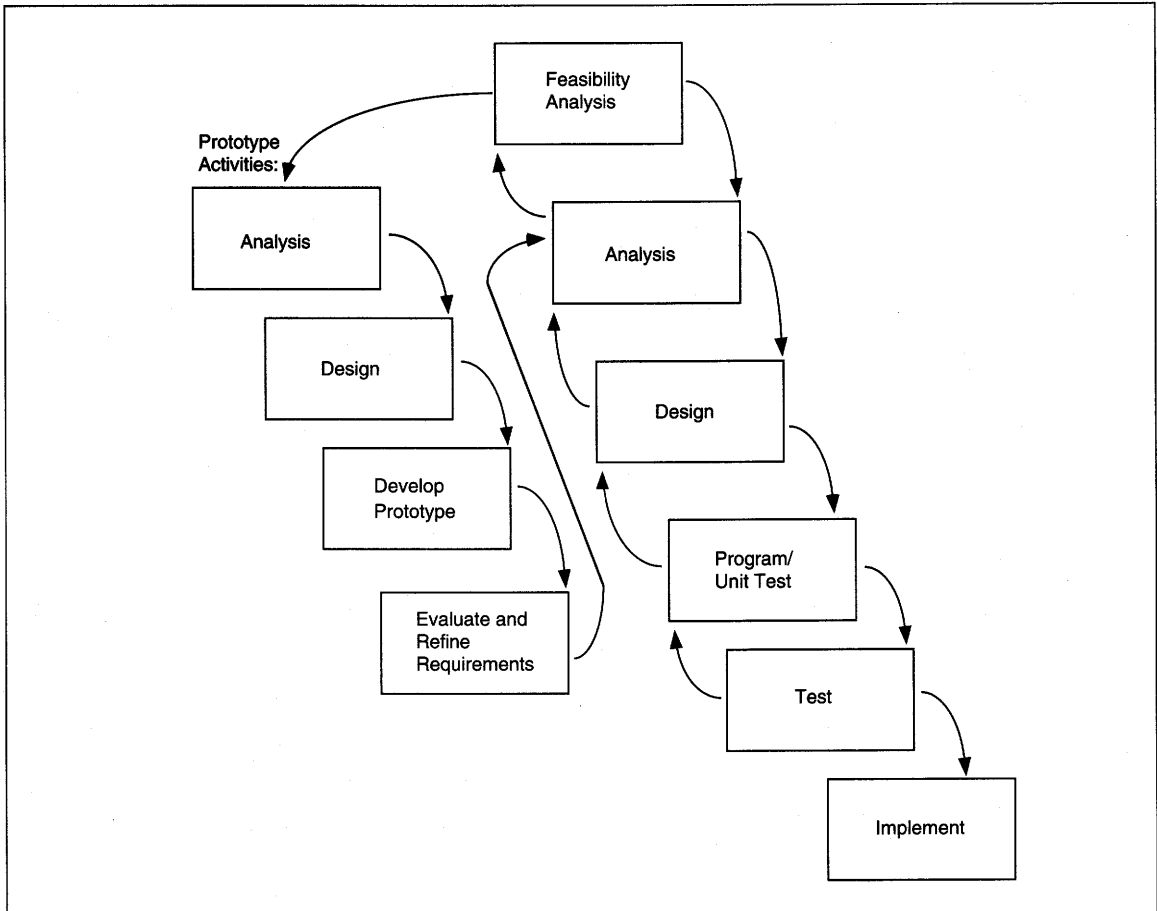 Feasibility
Analysis
Prototype
Activities:
Analysis
Analysis
Design
Design
Develop
Prototype
Program/
Unit Test
Evaluate and
Refine
Requirements
Test
Implement